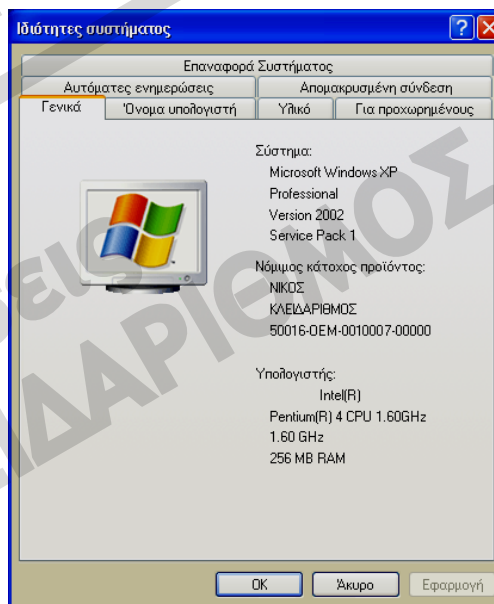 Ιδιότητες συστήματος
Επαναφορά Συστήματος
Αυτόματες ενημερώσεις Απομακρυσμένη σύνδεση
Γενικά Όνομα υπολογιστή Υλικό Για προχωρημένους
Σύστημα:
Microsoft Windows XP
Professional
Version 2002
Service Pack 1
Νόμιμος κάτοχος προϊόντος:
ΝΙΚΟΣ
ΚΛΕΙΔΑΡΙΘΜΟΣ
50016-OEM-0010007-00000
Υπολογιστής:
Intel(R)
Pentium(R) 4 CPU 1.60GHz
1.60 GHz
256 MB RAM
OK Άκυρο Εφαρμογή